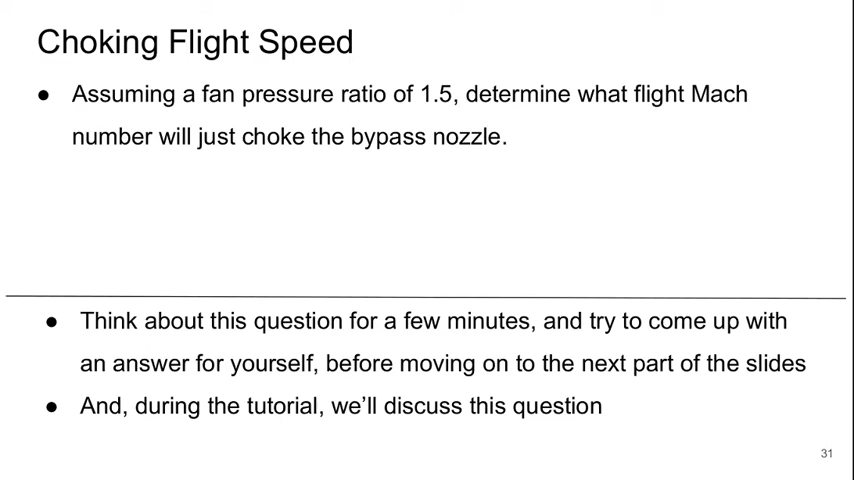 Choking Flight Speed
● Assuming a fan pressure ratio of 1.5, determine what flight Mach
number will just choke the bypass nozzle.
● Think about this question for a few minutes, and try to come up with
an answer for yourself, before moving on to the next part of the slides
● And, during the tutorial, we’ll discuss this question
31